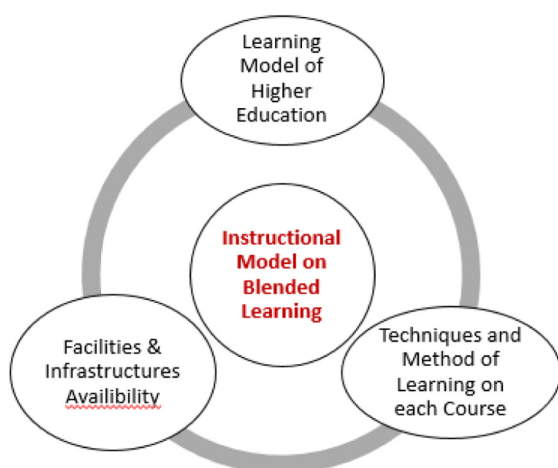 Learning
Model of
Higher
Education
Instructional
Model on
Blended
Learning
Facilities &
Infrastructures
Availibility
Techniques and
Method of
Learning on
each Course